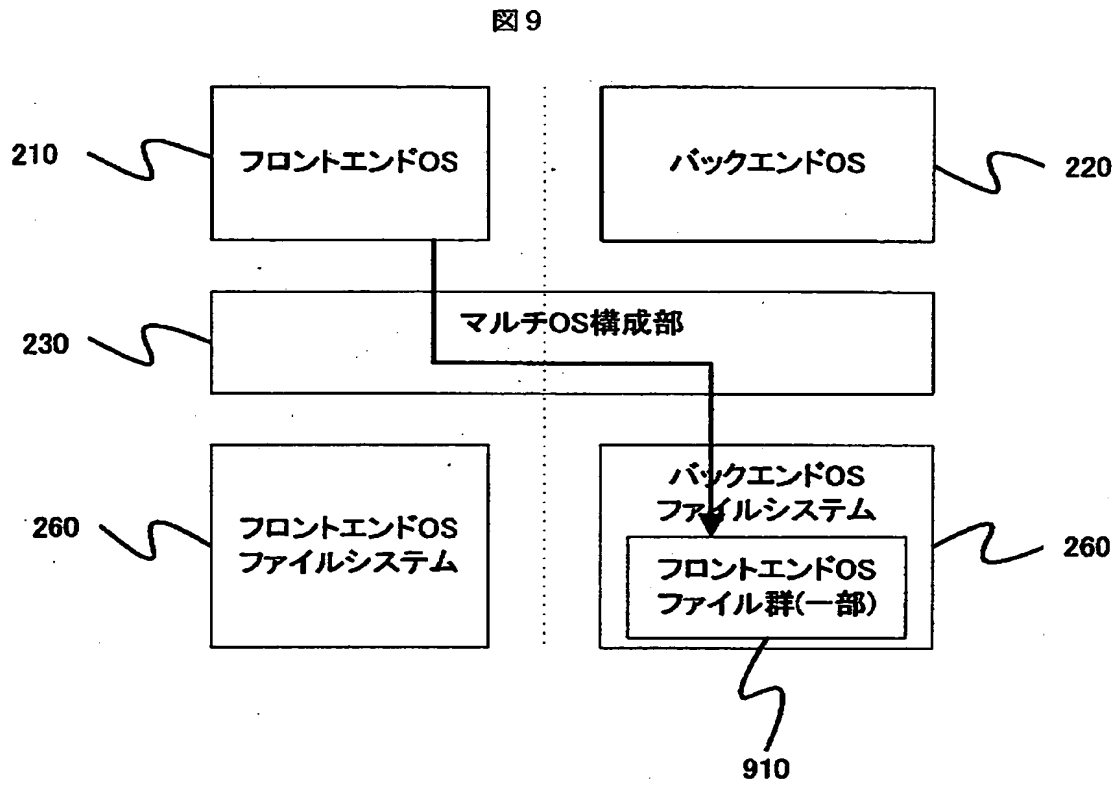 図9
210
フロントエンドOS
バックエンドOS
220
230
マルチOS構成部
260
フロントエンドOS
ファイルシステム
バックエンドOS
ファイルシステム
260
フロントエンドOS
ファイル群(一部)
910